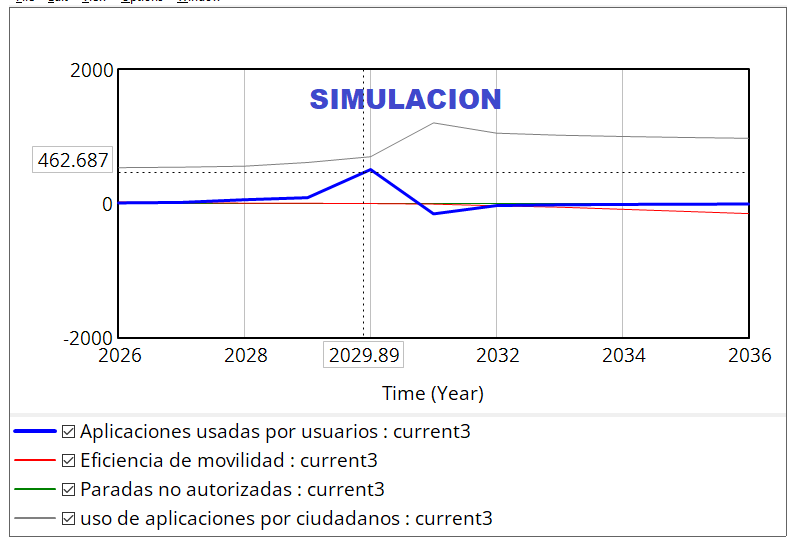 2000
SIMULACION
462.687
0
-2000
2026 2028 2029.89 2032 2034 2036
Time (Year)
Aplicaciones usadas por usuarios : current3
Eficiencia de movilidad : current3
Paradas no autorizadas : current3
uso de aplicaciones por ciudadanos : current3